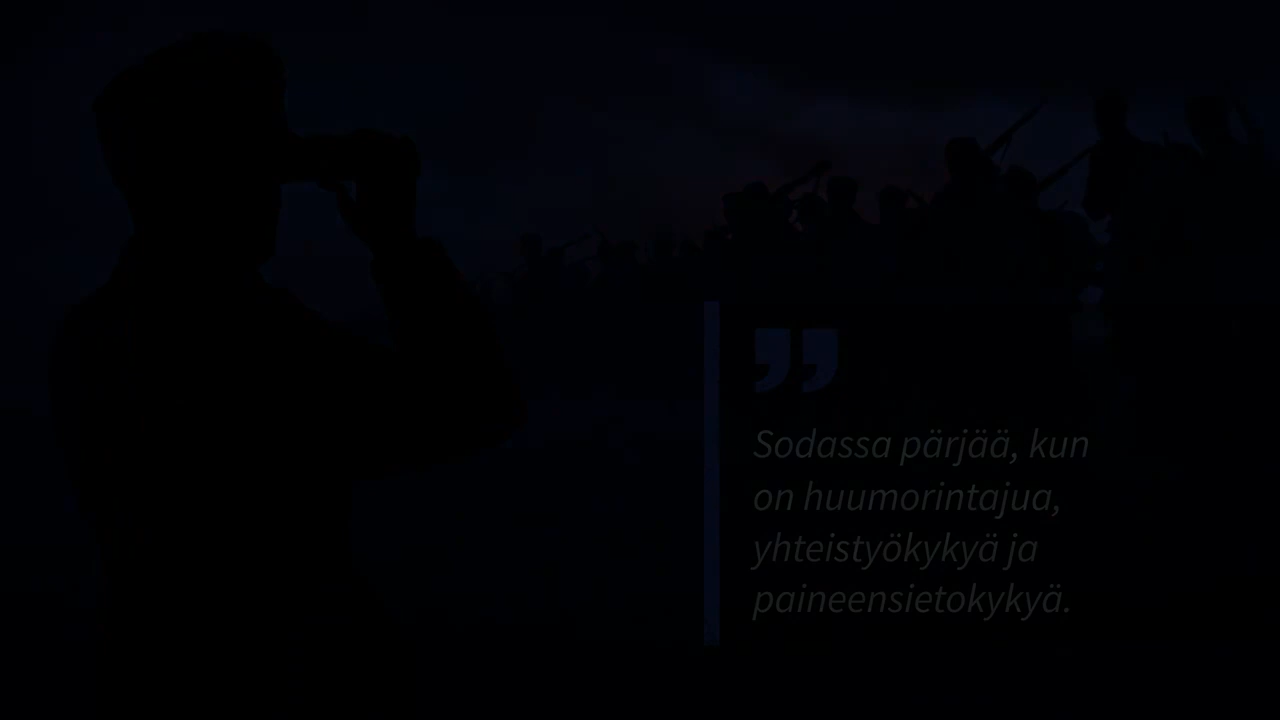 ”
Sodassa pärjää, kun
on huumorintajua,
yhteistyökykyä ja
paineensietokykyä.